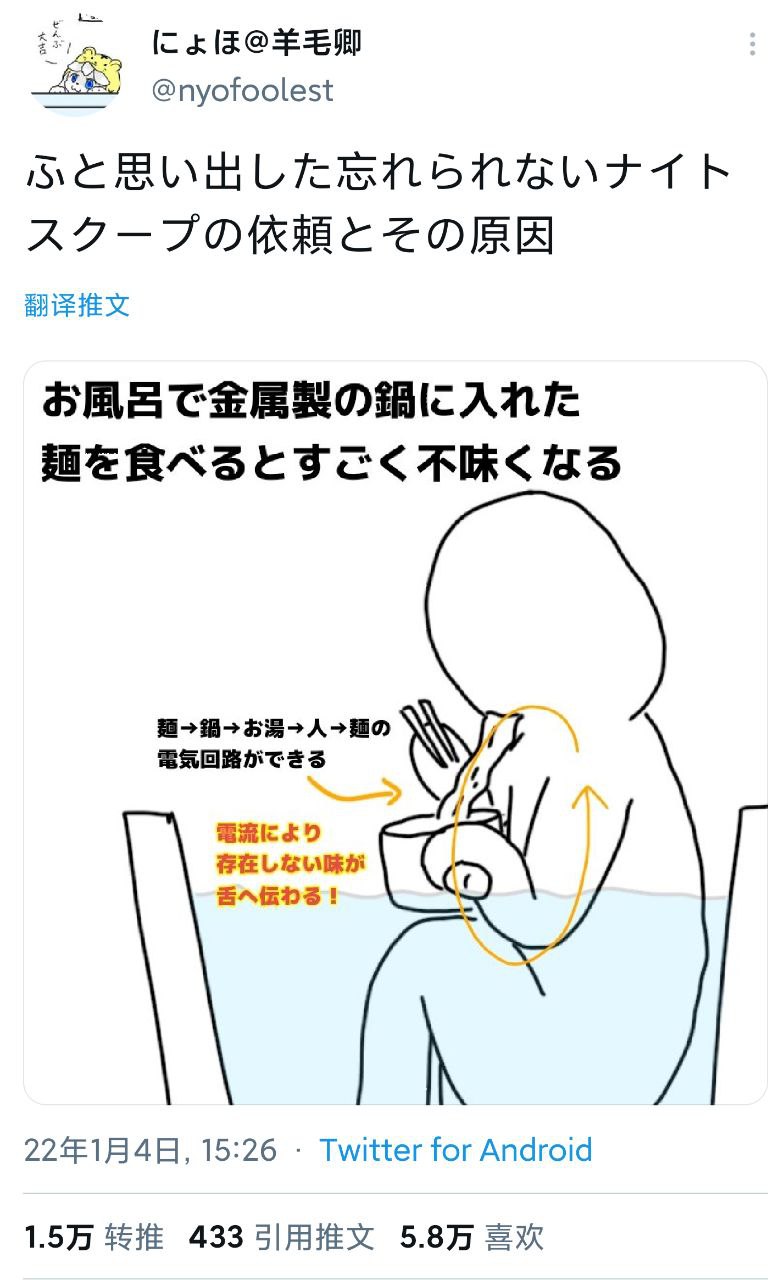 ぜんぶ
大吉
にょほ@羊毛卿
@nyofoolest
ふと思い出した忘れられないナイト
スクープの依頼とその原因
翻译推文
お風呂で金属製の鍋に入れた
麺を食べるとすごく不味くなる
麺→鍋→お湯→人→麺の
電気回路ができる
電流により
存在しない味が
舌へ伝わる！
22年1月4日, 15:26 · Twitter for Android
1.5万 转推 433 引用推文 5.8万 喜欢